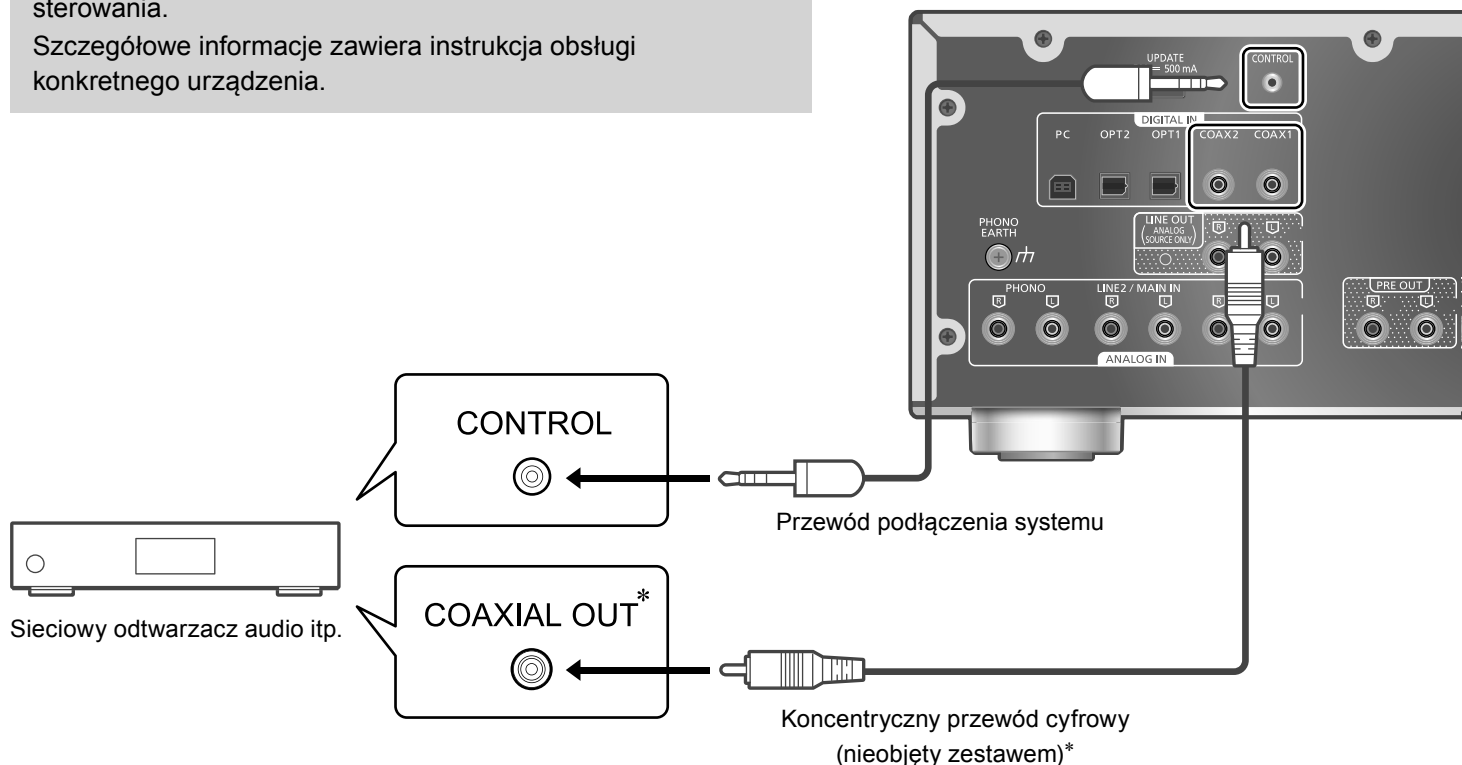 sterowania.
Szczegółowe informacje zawiera instrukcja obsługi
konkretnego urządzenia.
UPDATE
500 mA
CONTROL
DIGITAL IN
PC OPT2 OPT1 COAX2 COAX1
PHONO
EARTH
LINE OUT
(ANALOG
SOURCE ONLY)
R L
PHONO LINE2 / MAIN IN
R L R L R L
ANALOG IN
PRE OUT
R L
CONTROL
Przewód podłączenia systemu
COAXIAL OUT*
Sieciowy odtwarzacz audio itp.
Koncentryczny przewód cyfrowy
(nieobjęty zestawem)*